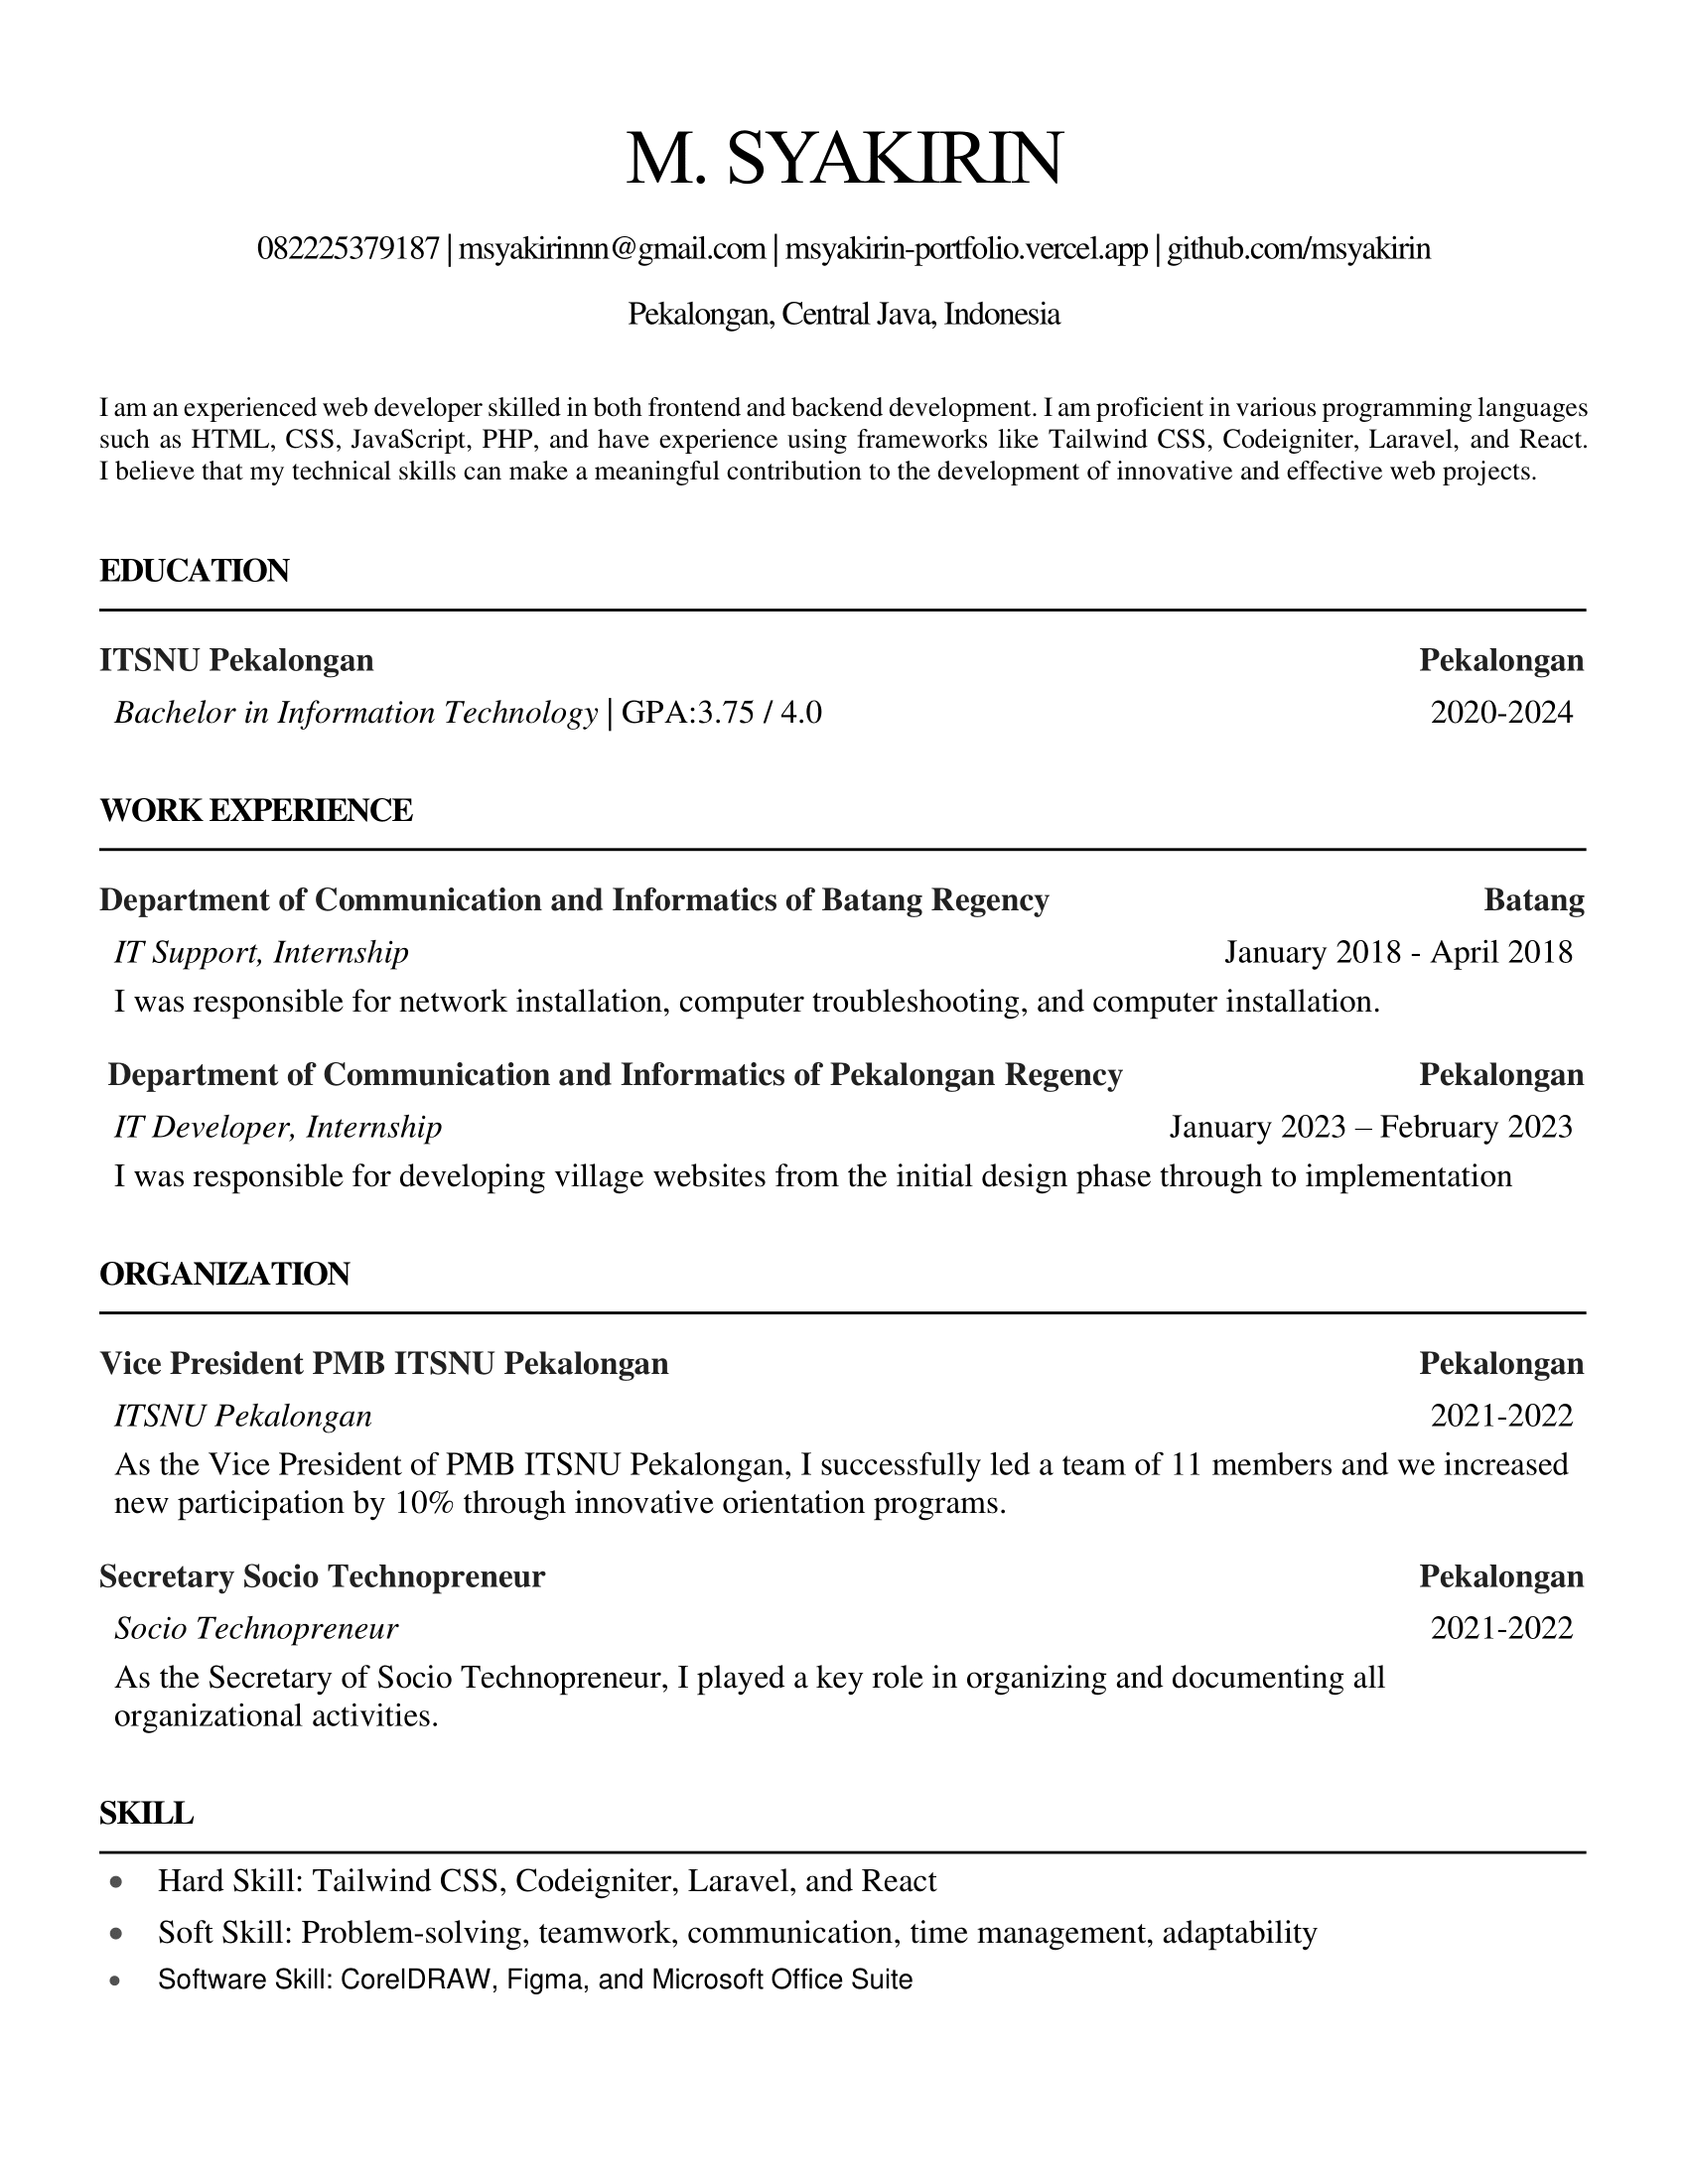 M. SYAKIRIN
082225379187 | msyakirinnn@gmail.com | msyakirin-portfolio.vercel.app | github.com/msyakirin
Pekalongan, Central Java, Indonesia
I am an experienced web developer skilled in both frontend and backend development. I am proficient in various programming languages
such as HTML, CSS, JavaScript, PHP, and have experience using frameworks like Tailwind CSS, Codeigniter, Laravel, and React.
I believe that my technical skills can make a meaningful contribution to the development of innovative and effective web projects.
EDUCATION
ITSNU Pekalongan Pekalongan
Bachelor in Information Technology | GPA:3.75 / 4.0 2020-2024
WORK EXPERIENCE
Department of Communication and Informatics of Batang Regency Batang
IT Support, Internship January 2018 - April 2018
I was responsible for network installation, computer troubleshooting, and computer installation.
Department of Communication and Informatics of Pekalongan Regency Pekalongan
IT Developer, Internship January 2023 – February 2023
I was responsible for developing village websites from the initial design phase through to implementation
ORGANIZATION
Vice President PMB ITSNU Pekalongan Pekalongan
ITSNU Pekalongan 2021-2022
As the Vice President of PMB ITSNU Pekalongan, I successfully led a team of 11 members and we increased
new participation by 10% through innovative orientation programs.
Secretary Socio Technopreneur Pekalongan
Socio Technopreneur 2021-2022
As the Secretary of Socio Technopreneur, I played a key role in organizing and documenting all
organizational activities.
SKILL
• Hard Skill: Tailwind CSS, Codeigniter, Laravel, and React
• Soft Skill: Problem-solving, teamwork, communication, time management, adaptability
• Software Skill: CorelDRAW, Figma, and Microsoft Office Suite